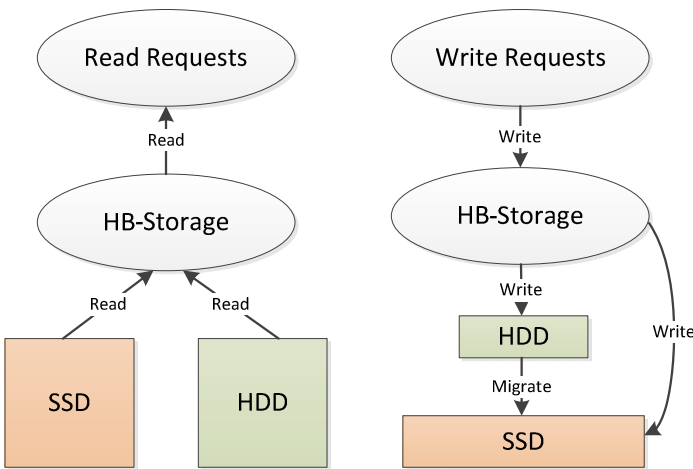 Read Requests
Read
HB-Storage
Read
Read
SSD
HDD
Write Requests
Write
HB-Storage
Write
Write
HDD
Migrate
SSD